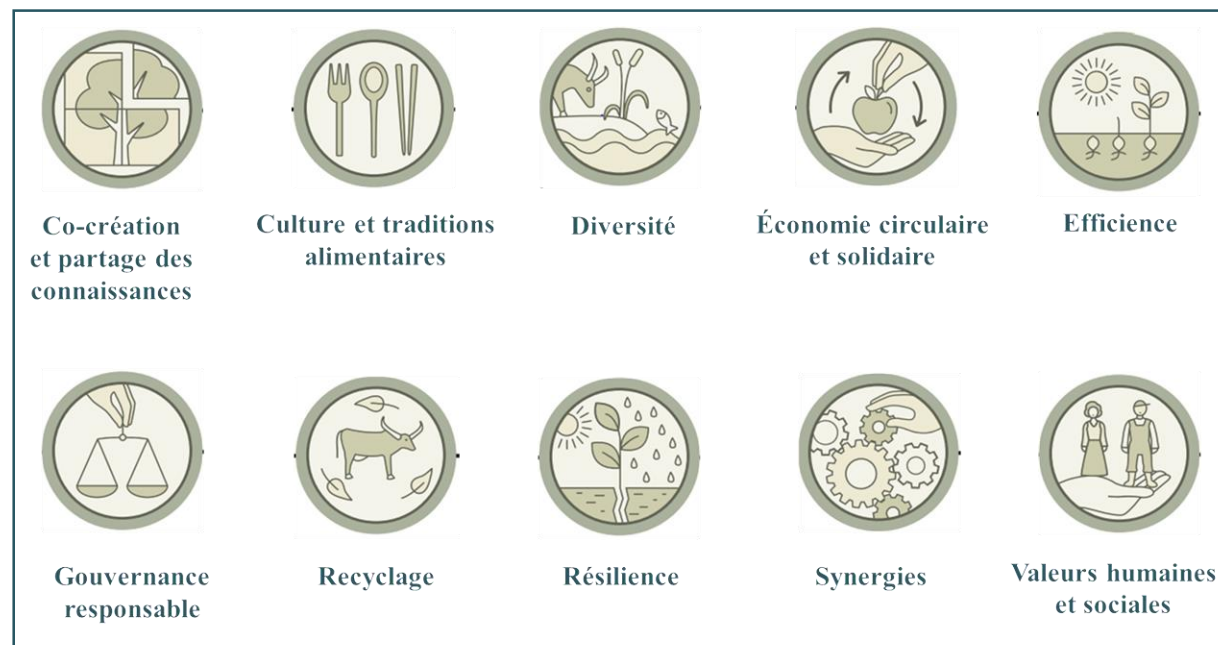 Co-création
et partage des
connaissances
Culture et traditions
alimentaires
Diversité
Économie circulaire
et solidaire
Efficience
Gouvernance
responsable
Recyclage
Résilience
Synergies
Valeurs humaines
et sociales